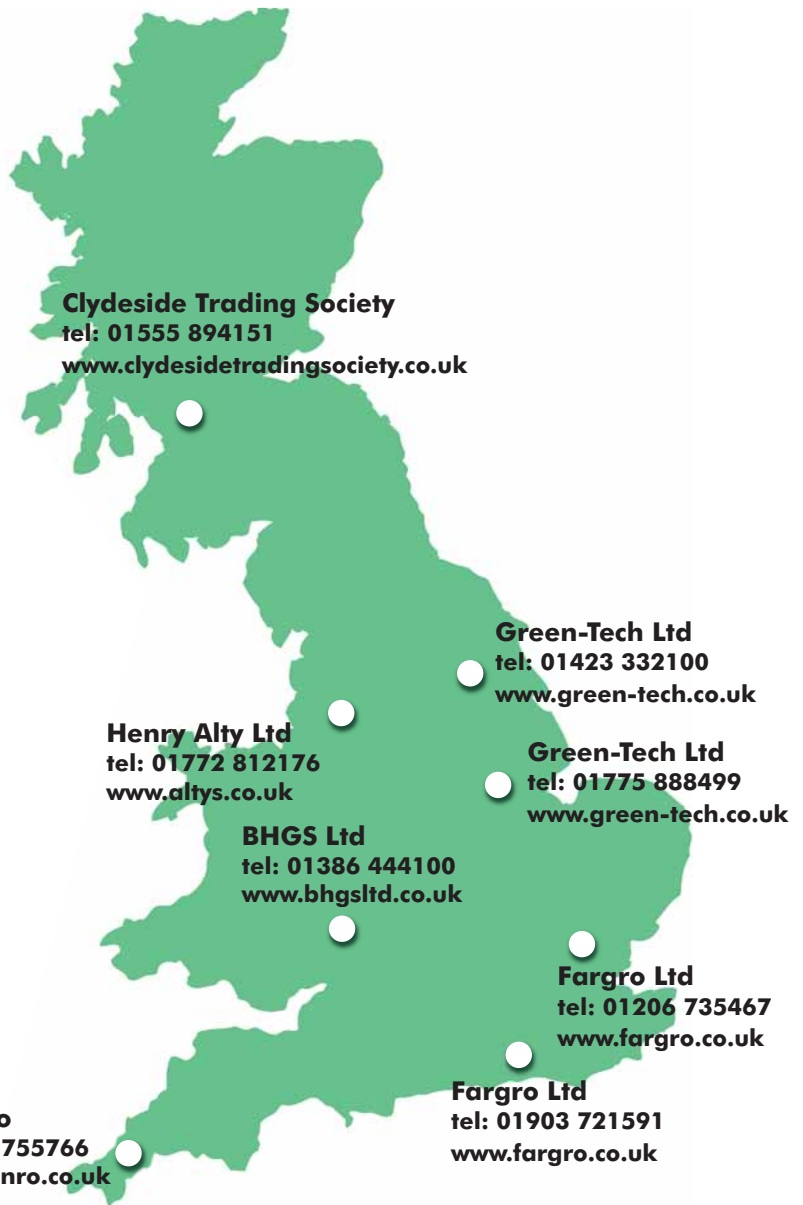 Clydeside Trading Society
tel: 01555 894151
www.clydesidetradingsociety.co.uk
Green-Tech Ltd
tel: 01423 332100
www.green-tech.co.uk
Henry Alty Ltd
tel: 01772 812176
www.altys.co.uk
Green-Tech Ltd
tel: 01775 888499
www.green-tech.co.uk
BHGS Ltd
tel: 01386 444100
www.bhgsltd.co.uk
Fargro Ltd
tel: 01206 735467
www.fargro.co.uk
Fargro Ltd
tel: 01903 721591
www.fargro.co.uk
o
755766
nro.co.uk